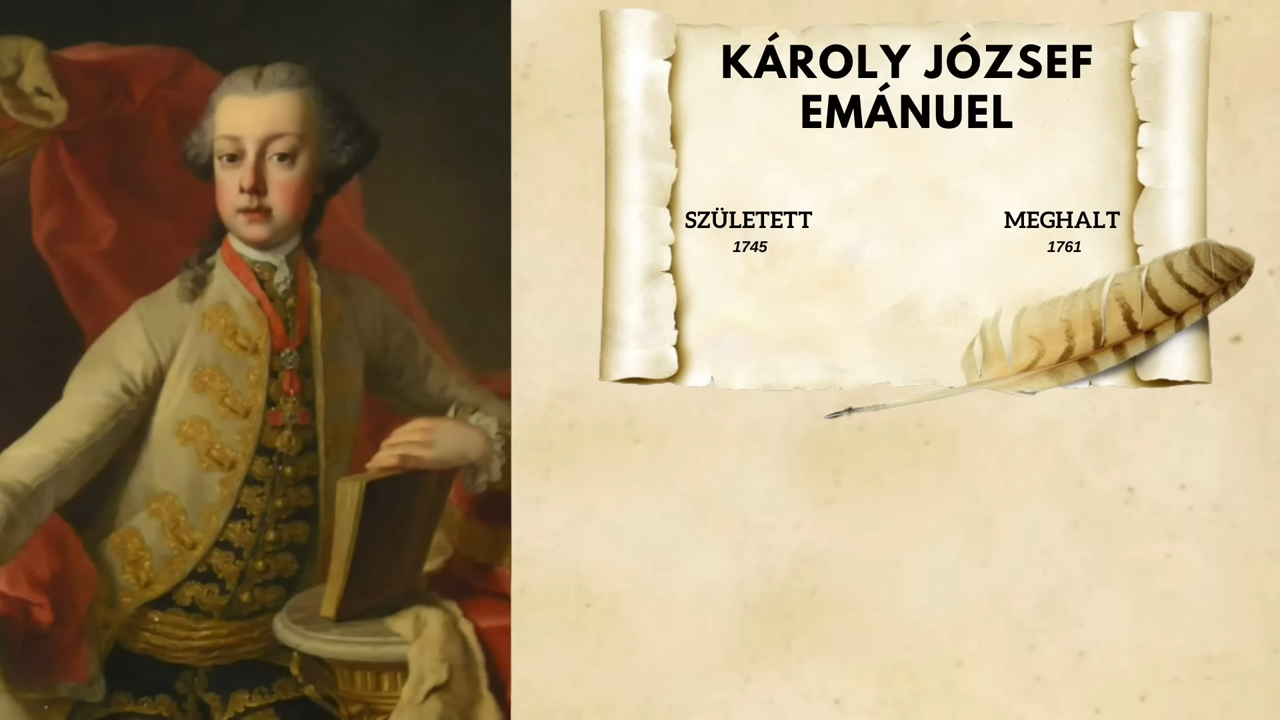 KÁROLY JÓZSEF
EMÁNUEL
SZÜLETETT
MEGHALT
1745
1761